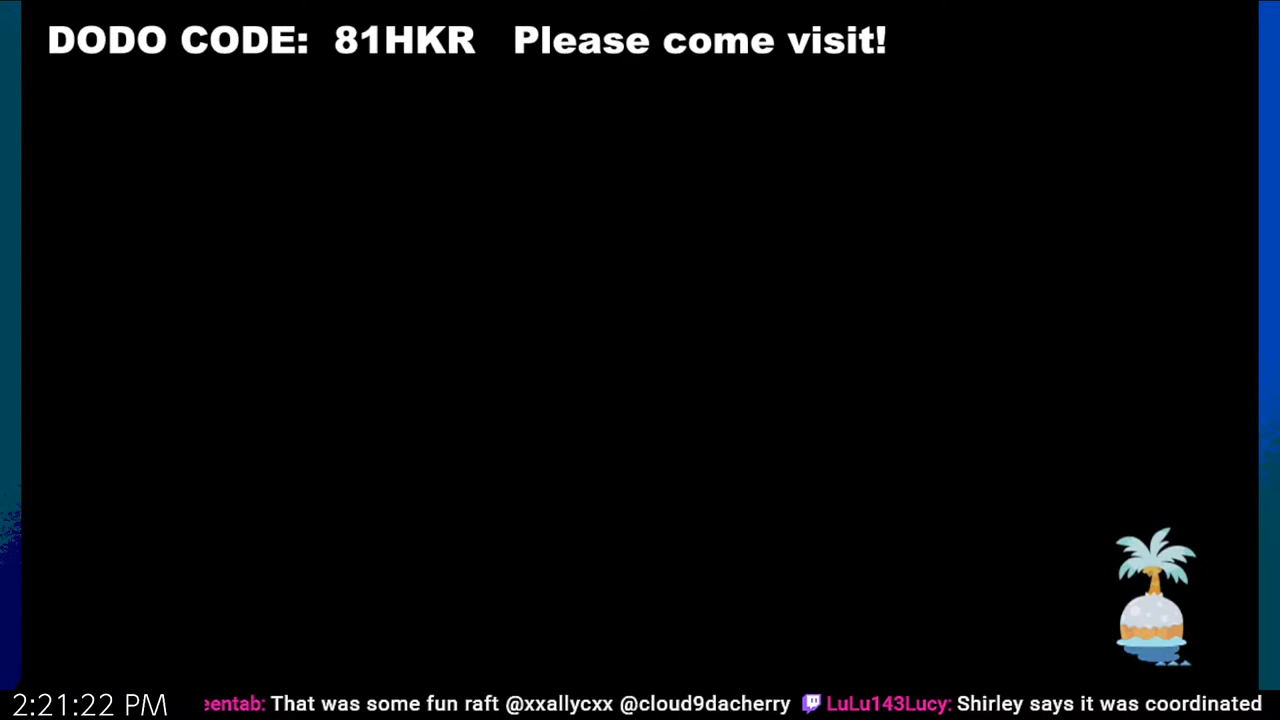 DODO CODE: 81HKR Please come visit!
2:21:22 PM eentab: That was some fun raft @xxallycxx @cloud9dacherry LuLu143Lucy: Shirley says it was coordinated